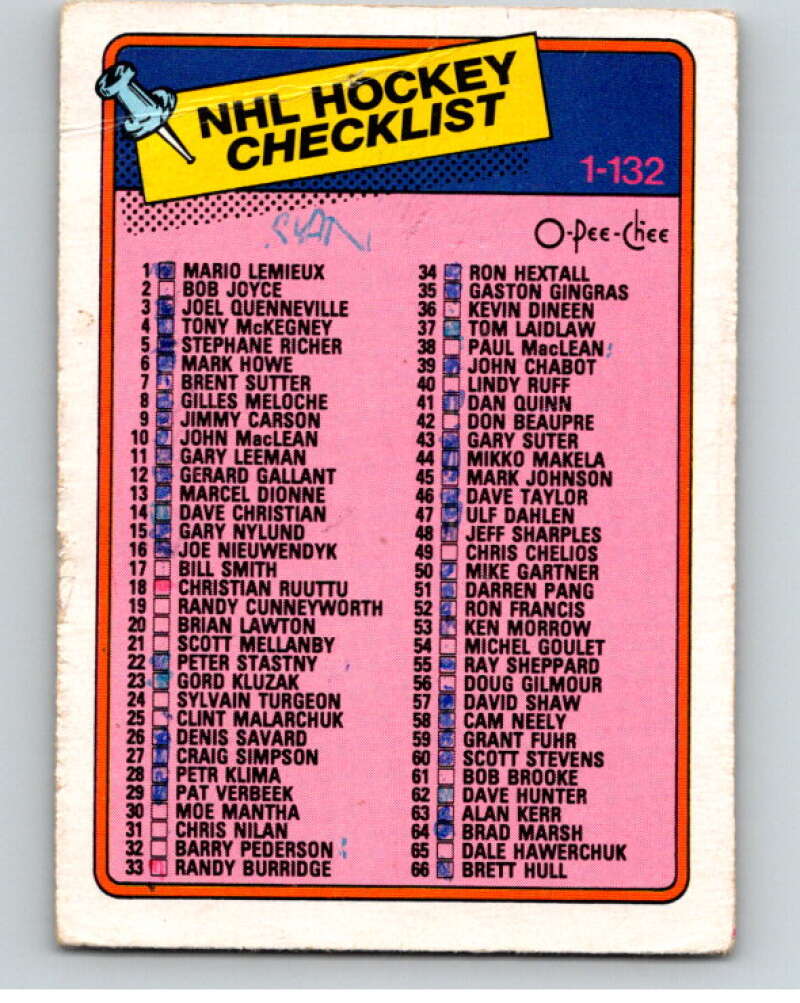 NHL HOCKEY
CHECKLIST
1-132
O-Pee-Chee
1 MARIO LEMIEUX
2 BOB JOYCE
3 JOEL QUENNEVILLE
4 TONY McKEGNEY
5 STEPHANE RICHER
6 MARK HOWE
7 BRENT SUTTER
8 GILLES MELOCHE
9 JIMMY CARSON
10 JOHN MacLEAN
11 GARY LEEMAN
12 GERARD GALLANT
13 MARCEL DIONNE
14 DAVE CHRISTIAN
15 GARY NYLUND
16 JOE NIEUWENDYK
17 BILL SMITH
18 CHRISTIAN RUUTTU
19 RANDY CUNNEYWORTH
20 BRIAN LAWTON
21 SCOTT MELLANBY
22 PETER STASTNY
23 GORD KLUZAK
24 SYLVAIN TURGEON
25 CLINT MALARCHUK
26 DENIS SAVARD
27 CRAIG SIMPSON
28 PETR KLIMA
29 PAT VERBEEK
30 MOE MANTHA
31 CHRIS NILAN
32 BARRY PEDERSON
33 RANDY BURRIDGE
34 RON HEXTALL
35 GASTON GINGRAS
36 KEVIN DINEEN
37 TOM LAIDLAW
38 PAUL MacLEAN
39 JOHN CHABOT
40 LINDY RUFF
41 DAN QUINN
42 DON BEAUPRE
43 GARY SUTER
44 MIKKO MAKELA
45 MARK JOHNSON
46 DAVE TAYLOR
47 ULF DAHLEN
48 JEFF SHARPLES
49 CHRIS CHELIOS
50 MIKE GARTNER
51 DARREN PANG
52 RON FRANCIS
53 KEN MORROW
54 MICHEL GOULET
55 RAY SHEPPARD
56 DOUG GILMOUR
57 DAVID SHAW
58 CAM NEELY
59 GRANT FUHR
60 SCOTT STEVENS
61 BOB BROOKE
62 DAVE HUNTER
63 ALAN KERR
64 BRAD MARSH
65 DALE HAWERCHUK
66 BRETT HULL